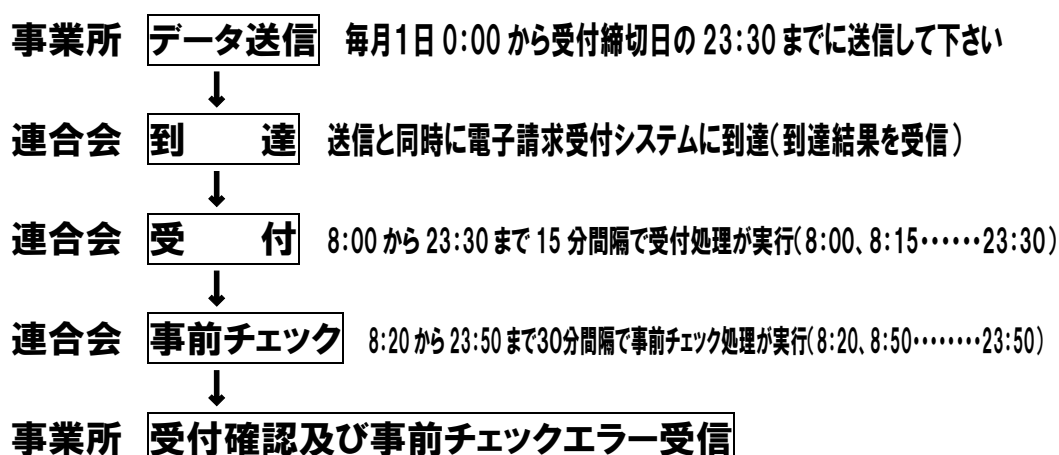 事業所 データ送信 毎月1日 0:00 から受付締切日の 23:30 までに送信して下さい
↓
連合会 到　　達 送信と同時に電子請求受付システムに到達(到達結果を受信)
↓
連合会 受　　付 8:00 から 23:30 まで 15 分間隔で受付処理が実行(8:00、8:15・・・・・・23:30)
↓
連合会 事前チェック 8:20 から 23:50 まで30分間隔で事前チェック処理が実行(8:20、8:50・・・・・・・・23:50)
↓
事業所 受付確認及び事前チェックエラー受信